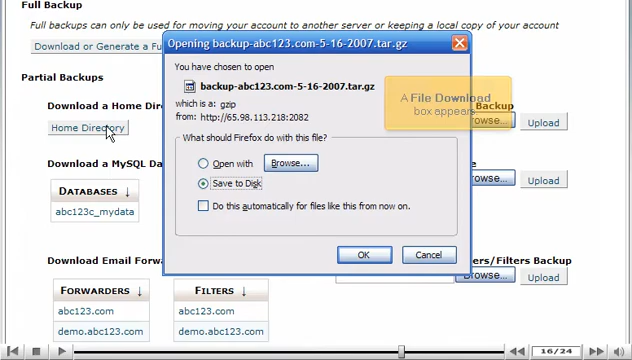 Full Backup
Full backups can only be used for moving your account to another server or keeping a local copy of your account
Download or Generate a Fu
Opening backup-abc123.com-5-16-2007.tar.gz
You have chosen to open
backup-abc123.com-5-16-2007.tar.gz
which is a: gzip
from: http://65.98.113.218:2082
What should Firefox do with this file?
Open with
Browse...
Save to Disk
Do this automatically for files like this from now on.
OK
Cancel
A File Download
box appears
Partial Backups
Download a Home Dire
Backup
Home Directory
Browse...
Upload
Download a MySQL Da
Browse...
Upload
DATABASES ↓
abc123c_mydata
Download Email Forw
ers/Filters Backup
Browse...
Upload
FORWARDERS ↓
FILTERS ↓
abc123.com
abc123.com
demo.abc123.com
demo.abc123.com
16/24